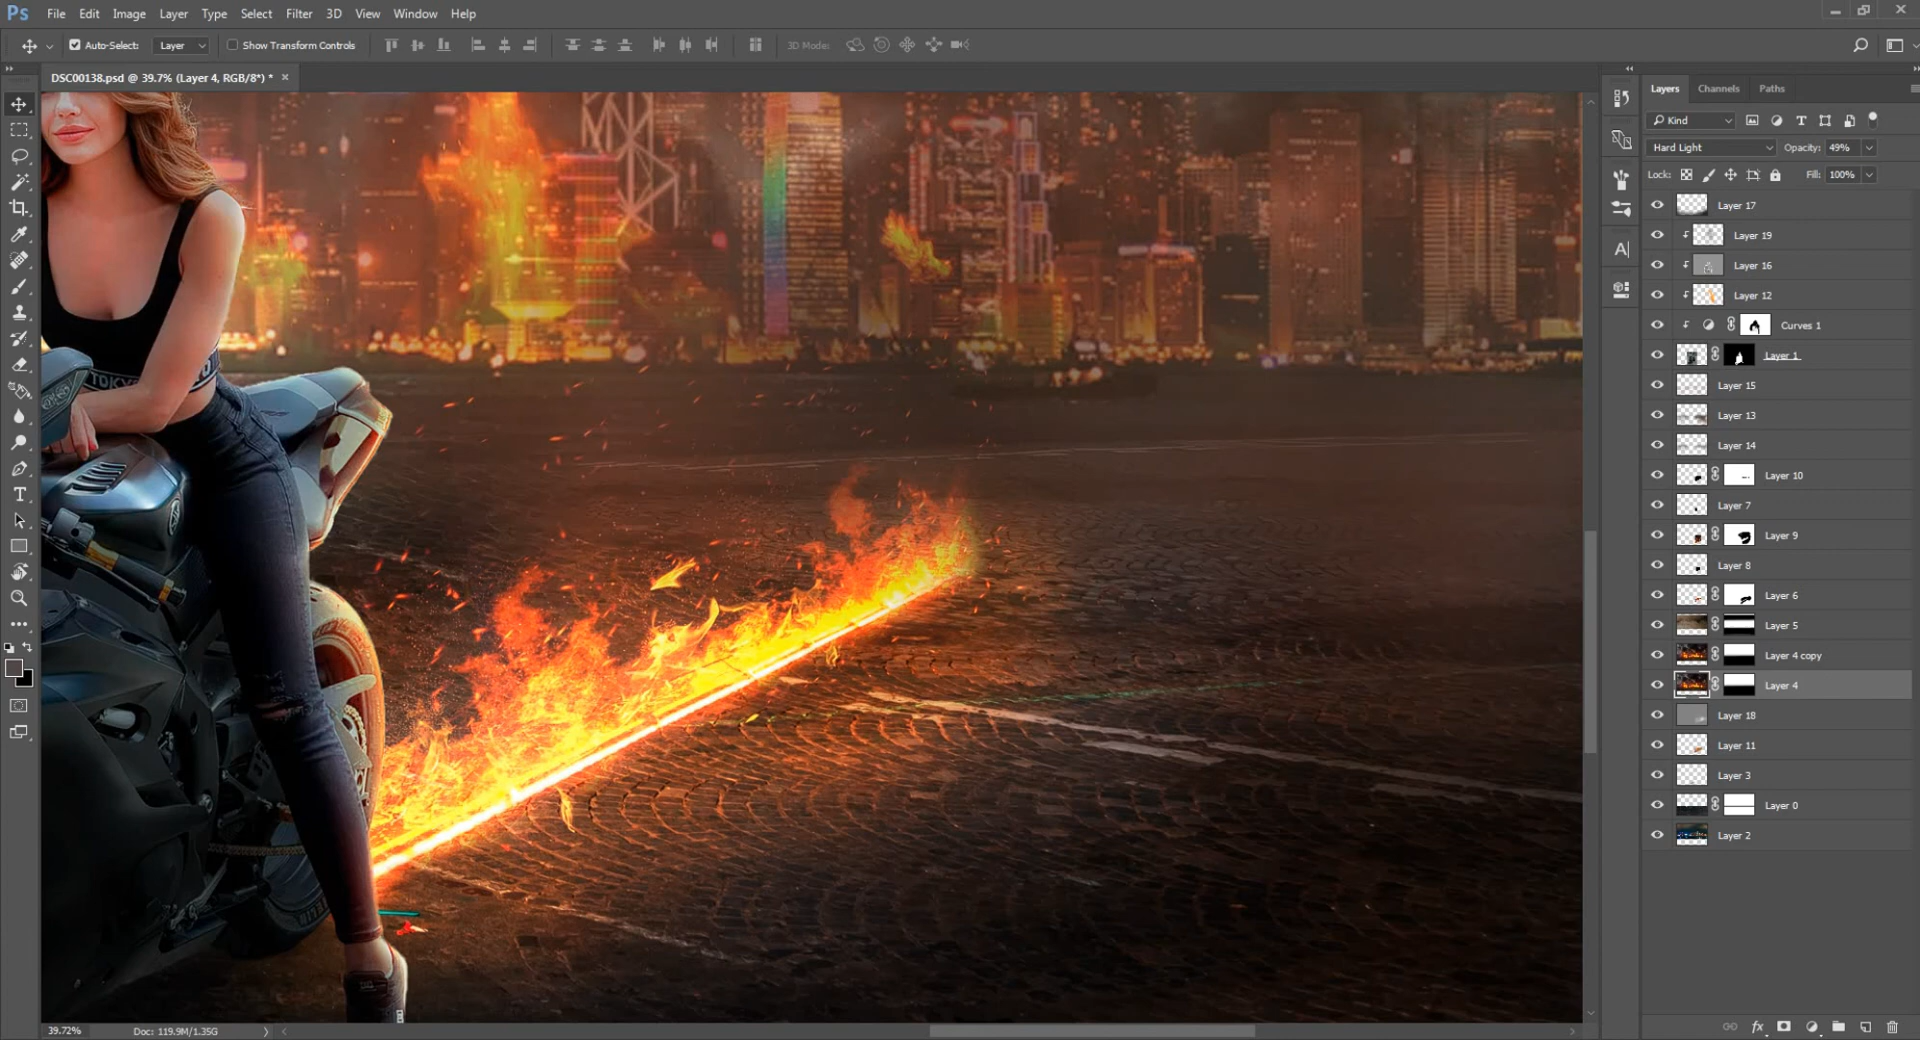 Ps File Edit Image Layer Type Select Filter 3D View Window Help
Auto-Select: Layer Show Transform Controls 3D Mode:
DSC00138.psd @ 39.7% (Layer 4, RGB/8*) * ×
Layers Channels Paths
Kind
Hard Light Opacity: 49%
Lock: Fill: 100%
Layer 17
Layer 19
Layer 16
Layer 12
Curves 1
Layer 1
Layer 15
Layer 13
Layer 14
Layer 10
Layer 7
Layer 9
Layer 8
Layer 6
Layer 5
Layer 4 copy
Layer 4
Layer 18
Layer 11
Layer 3
Layer 0
Layer 2
TOKYO
39.72% Doc: 119.9M/1.35G